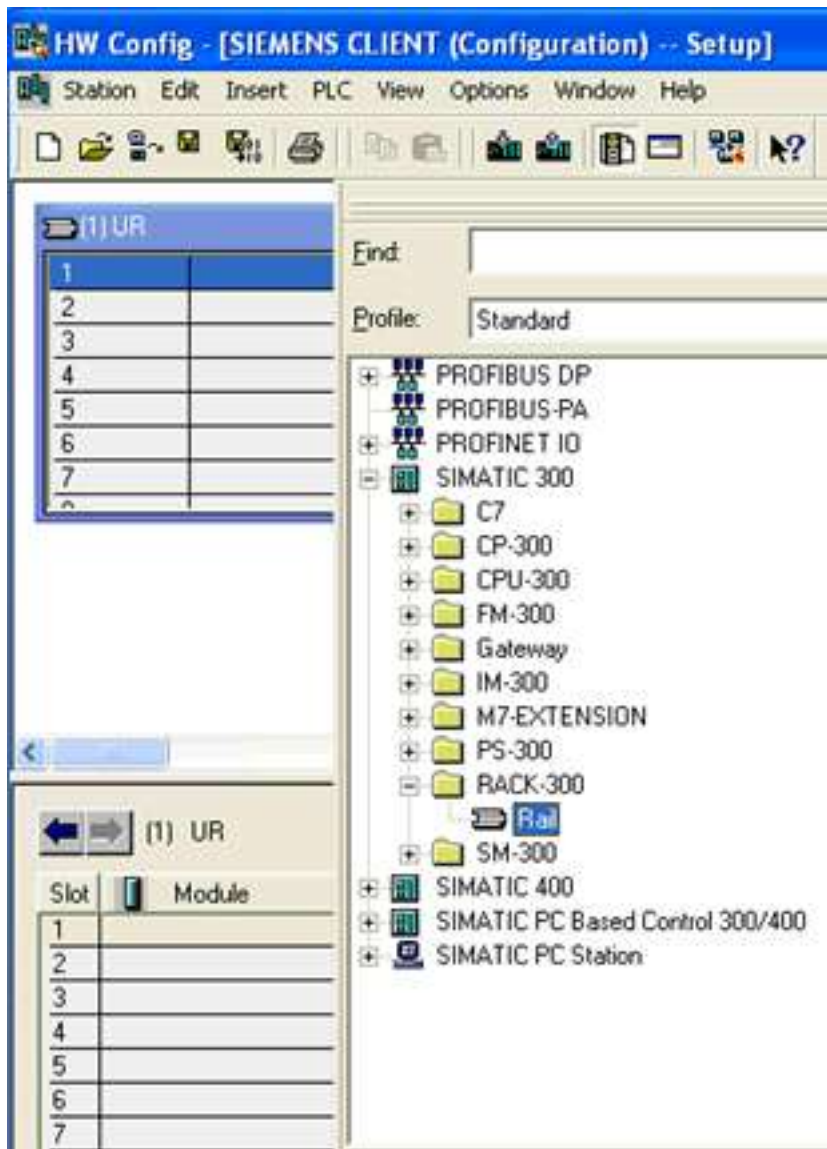 HW Config - [SIEMENS CLIENT (Configuration) -- Setup]
Station Edit Insert PLC View Options Window Help
(1) UR
1
2
3
4
5
6
7
Find:
Profile: Standard
PROFIBUS DP
PROFIBUS-PA
PROFINET IO
SIMATIC 300
C7
CP-300
CPU-300
FM-300
Gateway
IM-300
M7-EXTENSION
PS-300
RACK-300
Rail
SM-300
SIMATIC 400
SIMATIC PC Based Control 300/400
SIMATIC PC Station
(1) UR
Slot Module
1
2
3
4
5
6
7